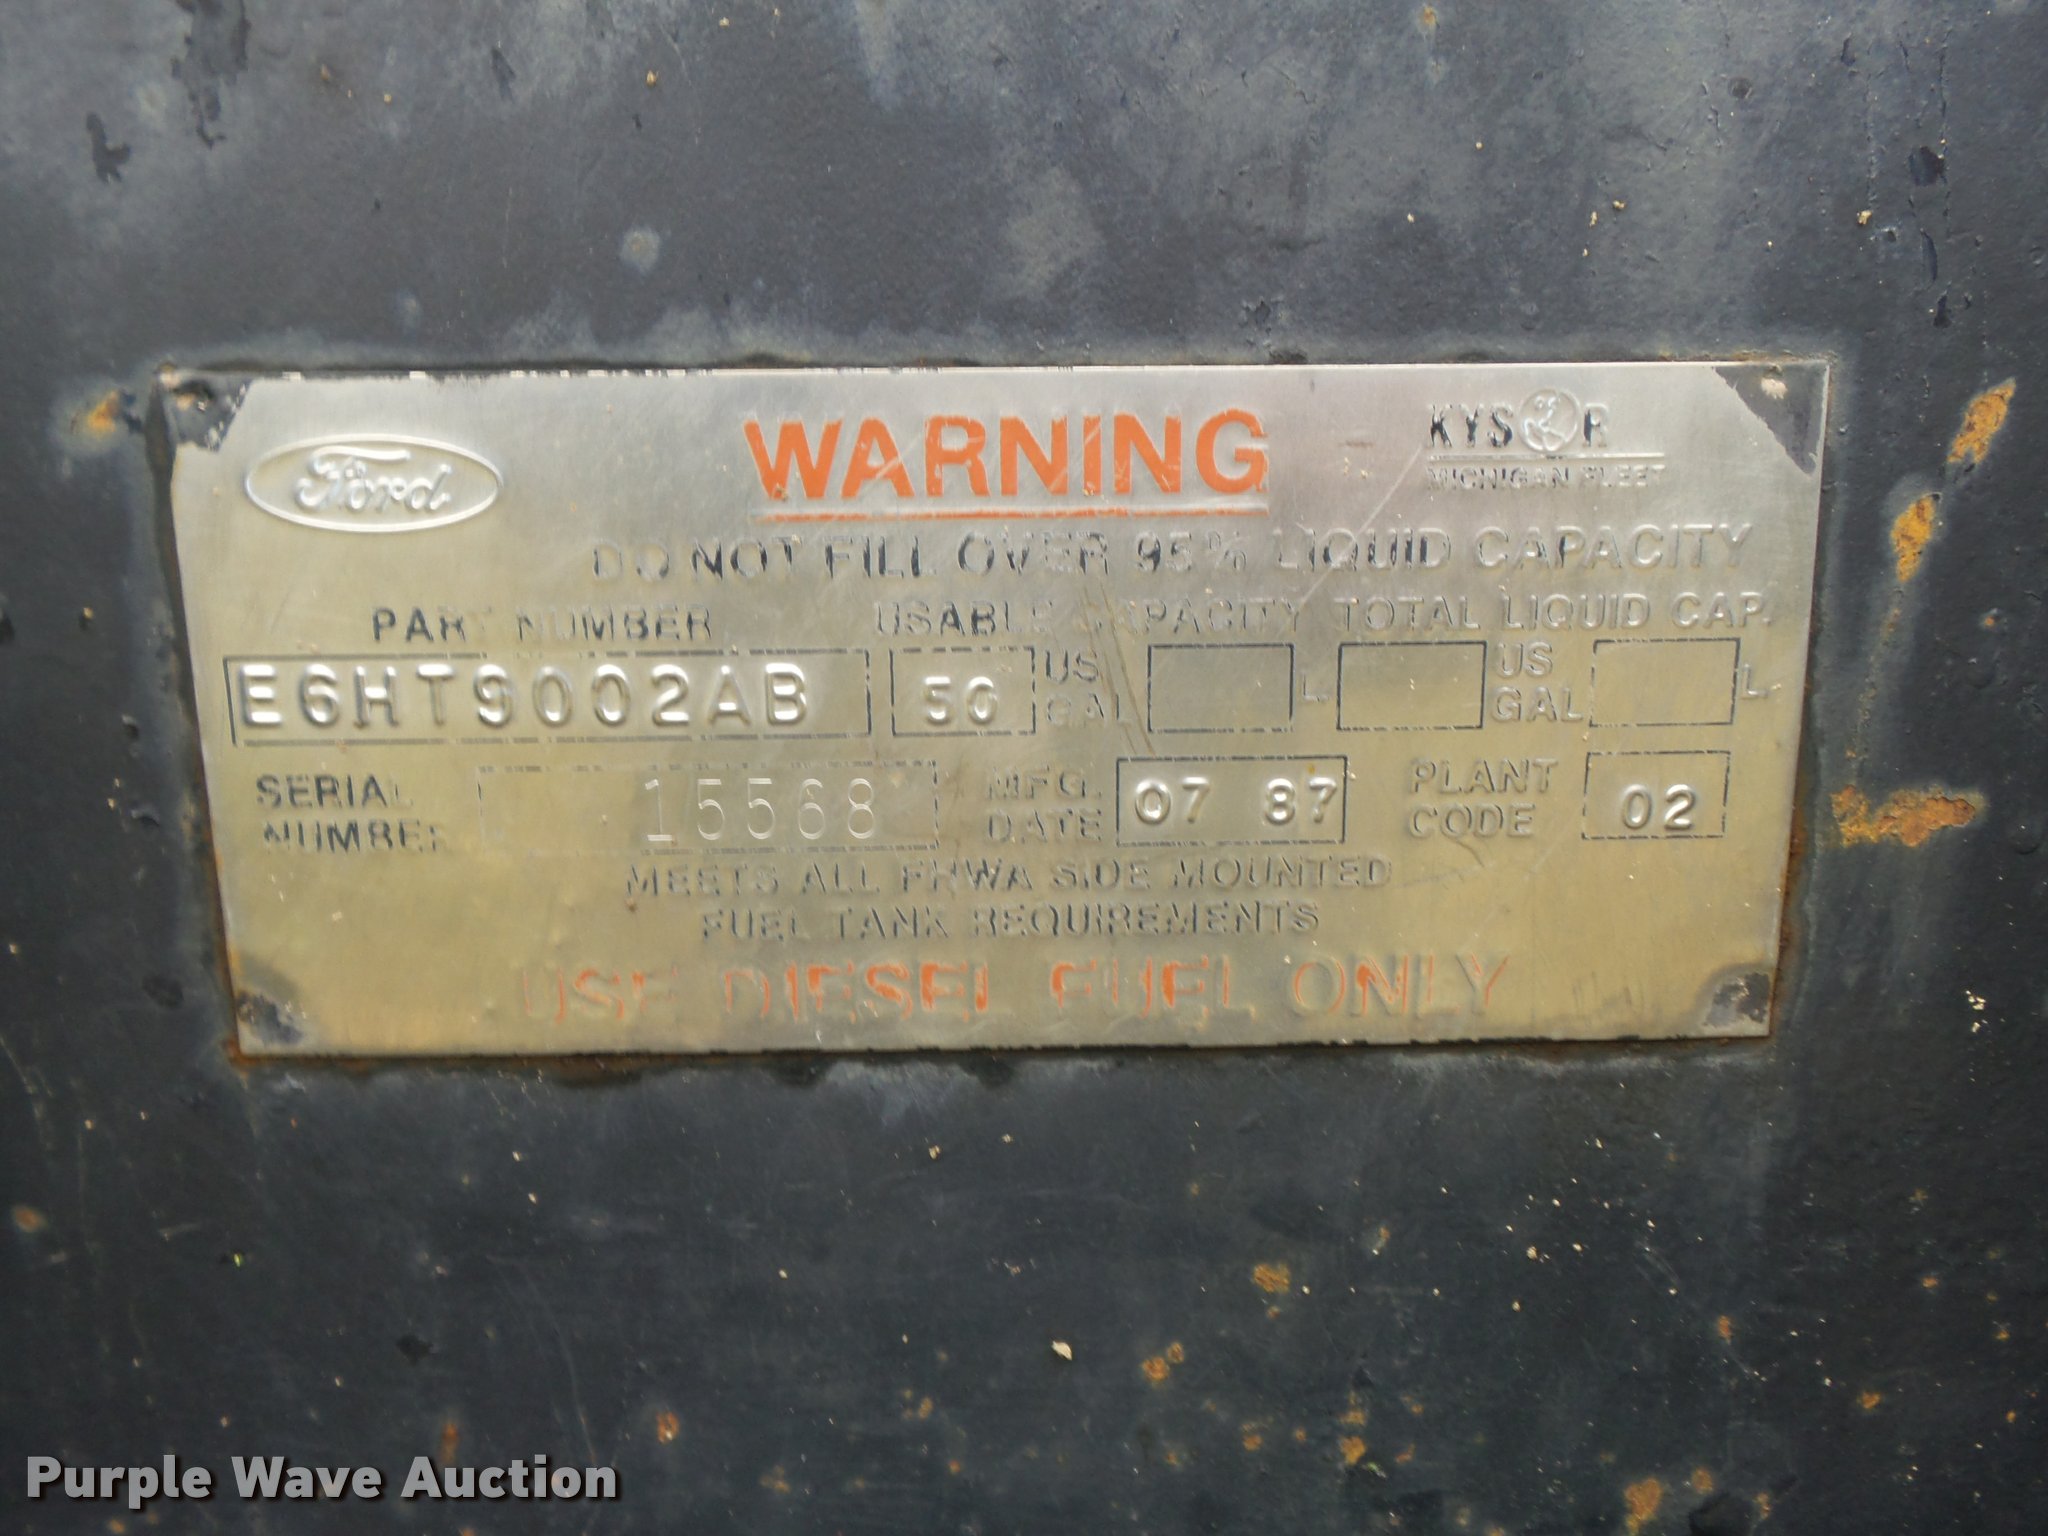 Ford
WARNING
KYSOR
MICHIGAN FLEET
DO NOT FILL OVER 95% LIQUID CAPACITY
PART NUMBER USABLE CAPACITY TOTAL LIQUID CAP.
E6HT9002AB 50 US GAL L. US GAL L.
SERIAL NUMBER 15568 MFG. DATE 07 87 PLANT CODE 02
MEETS ALL FHWA SIDE MOUNTED
FUEL TANK REQUIREMENTS
USE DIESEL FUEL ONLY
Purple Wave Auction